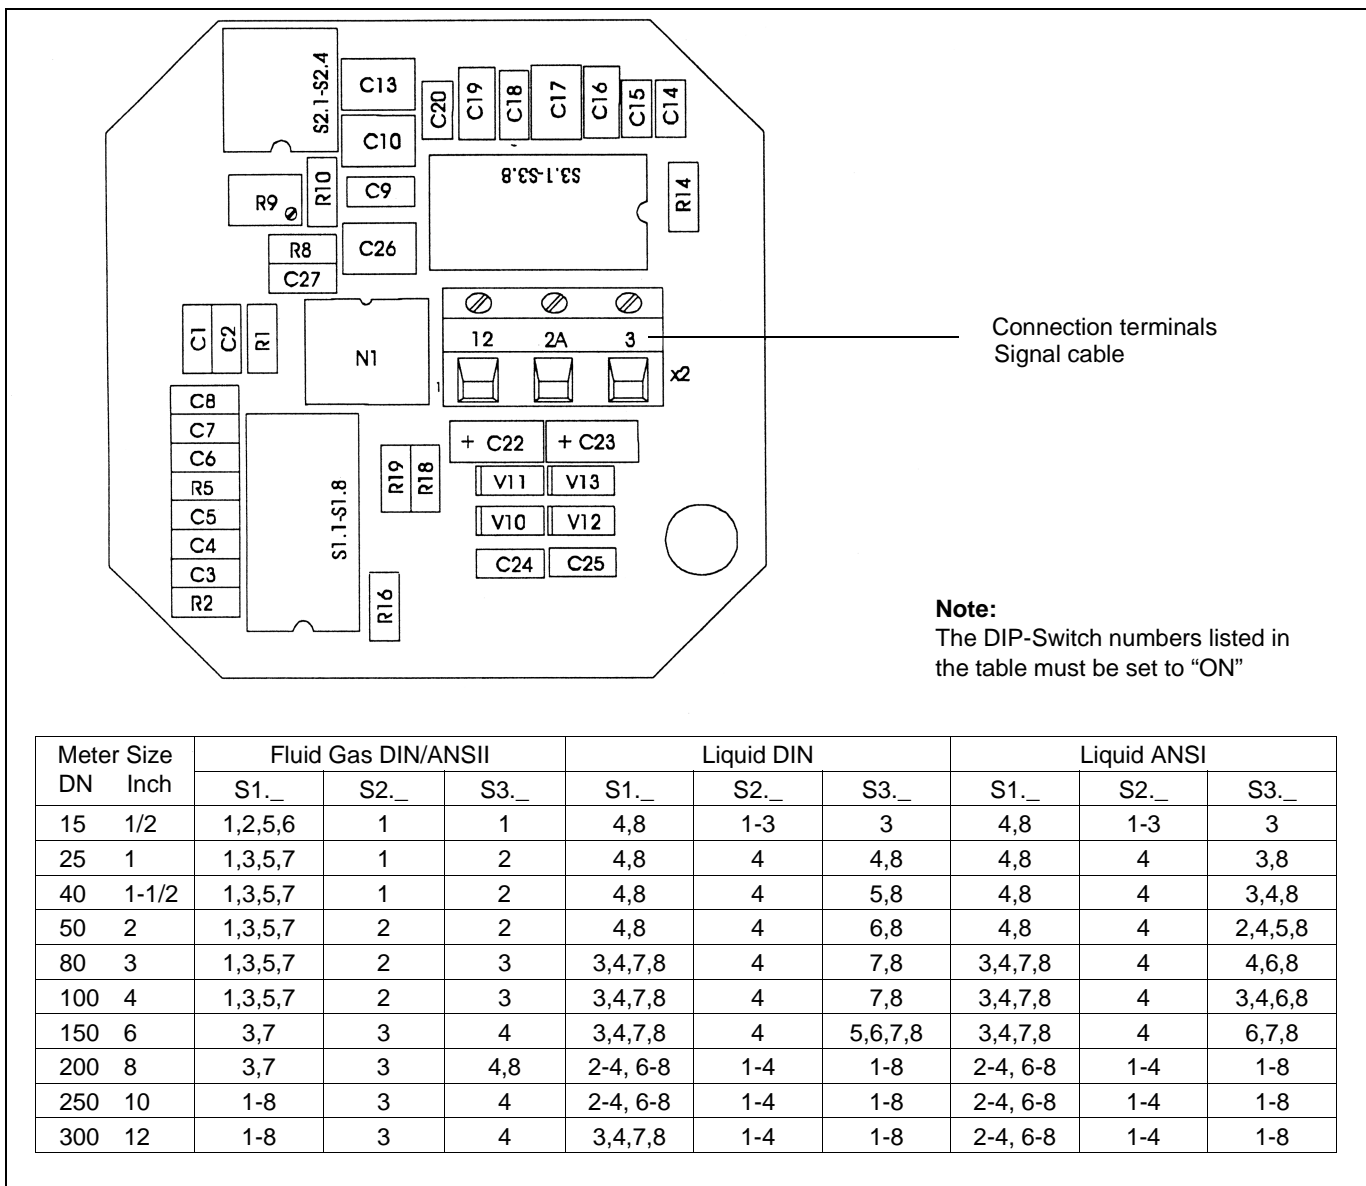 S2.1-S2.4
C13
C10
C20
C19
C18
C17
C16
C15
C14
S3.1-S3.8
R9
R10
C9
R14
R8
C26
C27
C1
C2
R1
N1
12 2A 3
1
x2
Connection terminals
Signal cable
C8
C7
C6
R5
C5
C4
C3
R2
S1.1-S1.8
R19
R18
R16
+ C22
+ C23
V11
V13
V10
V12
C24
C25
Note:
The DIP-Switch numbers listed in
the table must be set to “ON”
Meter Size Fluid Gas DIN/ANSII Liquid DIN Liquid ANSI
DN Inch S1._ S2._ S3._ S1._ S2._ S3._ S1._ S2._ S3._
15 1/2 1,2,5,6 1 1 4,8 1-3 3 4,8 1-3 3
25 1 1,3,5,7 1 2 4,8 4 4,8 4,8 4 3,8
40 1-1/2 1,3,5,7 1 2 4,8 4 5,8 4,8 4 3,4,8
50 2 1,3,5,7 2 2 4,8 4 6,8 4,8 4 2,4,5,8
80 3 1,3,5,7 2 3 3,4,7,8 4 7,8 3,4,7,8 4 4,6,8
100 4 1,3,5,7 2 3 3,4,7,8 4 7,8 3,4,7,8 4 3,4,6,8
150 6 3,7 3 4 3,4,7,8 4 5,6,7,8 3,4,7,8 4 6,7,8
200 8 3,7 3 4,8 2-4, 6-8 1-4 1-8 2-4, 6-8 1-4 1-8
250 10 1-8 3 4 2-4, 6-8 1-4 1-8 2-4, 6-8 1-4 1-8
300 12 1-8 3 4 3,4,7,8 1-4 1-8 2-4, 6-8 1-4 1-8